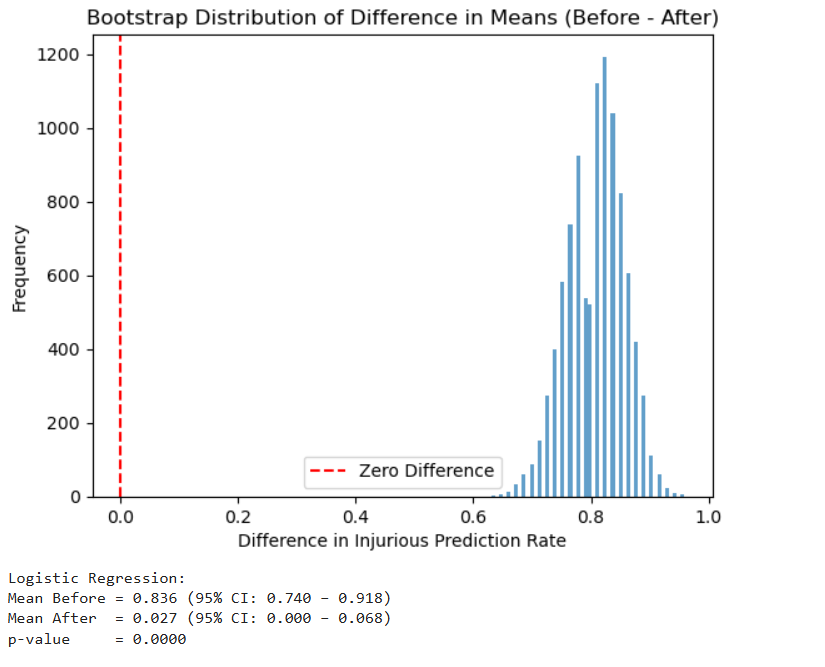 Bootstrap Distribution of Difference in Means (Before - After)
1200
1000
800
600
400
200
0
Frequency
Zero Difference
0.0 0.2 0.4 0.6 0.8 1.0
Difference in Injurious Prediction Rate
Logistic Regression:
Mean Before = 0.836 (95% CI: 0.740 – 0.918)
Mean After  = 0.027 (95% CI: 0.000 – 0.068)
p-value     = 0.0000